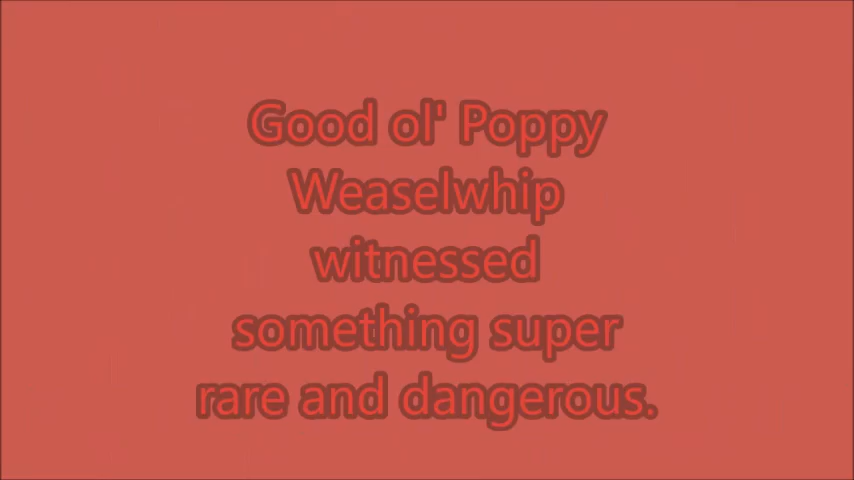 Good ol' Poppy
Weaselwhip
witnessed
something super
rare and dangerous.